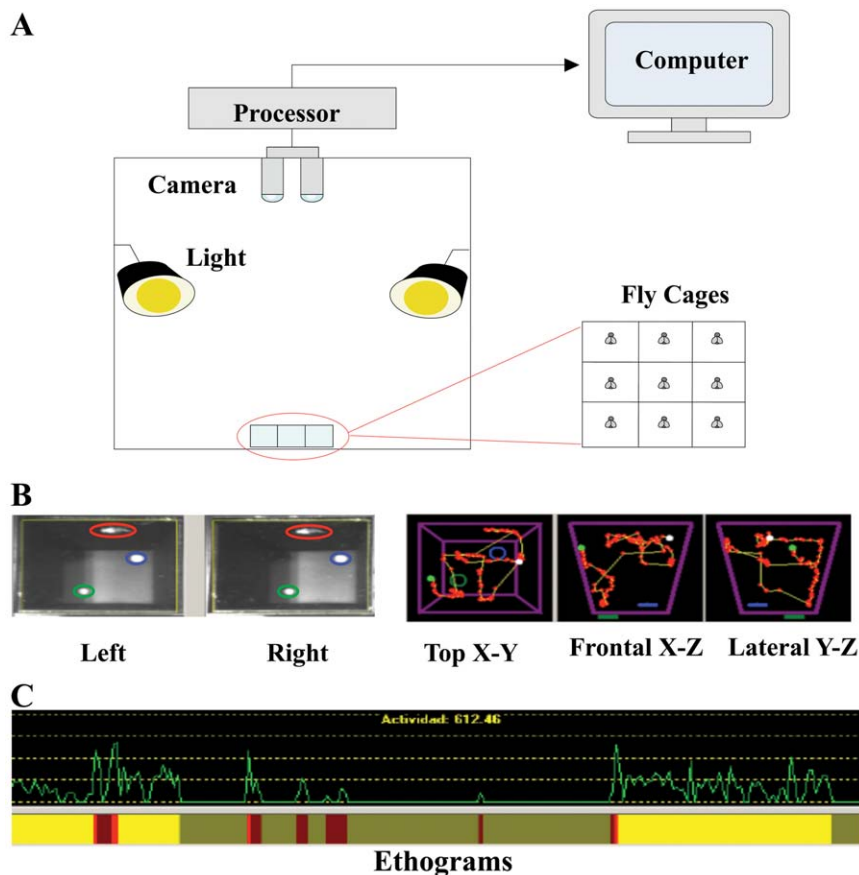 A
Computer
Processor
Camera
Light
Fly Cages
B
Left
Right
Top X-Y
Frontal X-Z
Lateral Y-Z
C
Actividad: 612.46
Ethograms